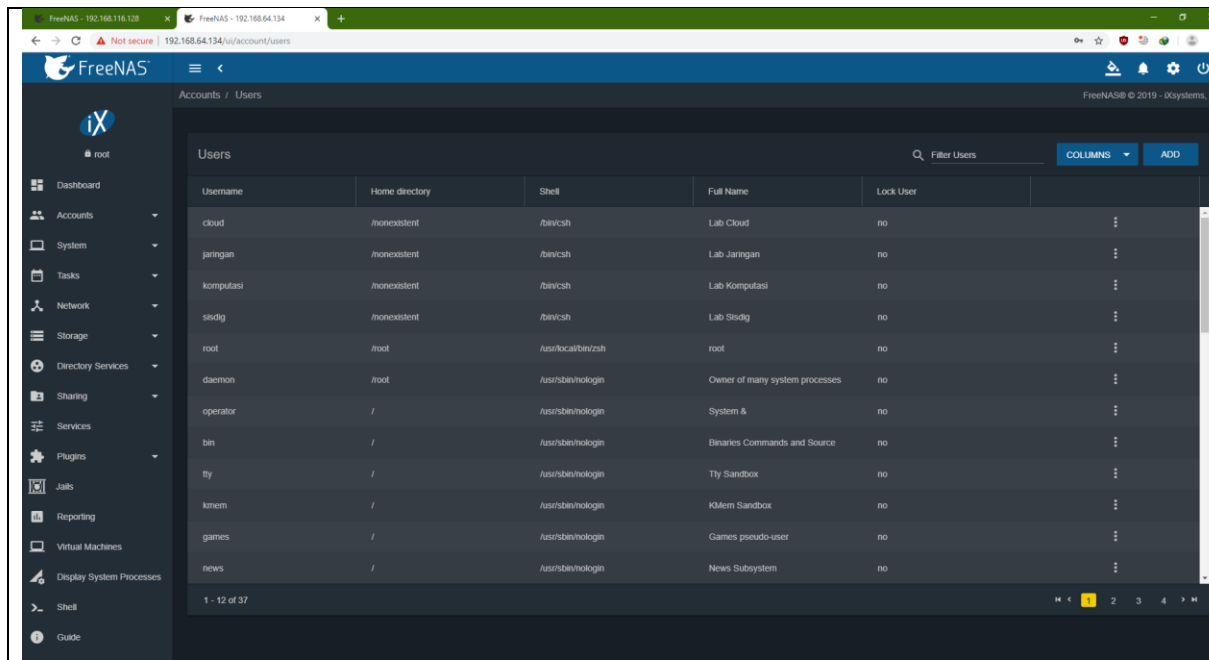 FreeNAS - 192.168.116.128
FreeNAS - 192.168.64.134
Not secure 192.168.64.134/ui/account/users
FreeNAS
Accounts / Users
FreeNAS® © 2019 - iXsystems,
iX
root
Dashboard
Accounts
System
Tasks
Network
Storage
Directory Services
Sharing
Services
Plugins
Jails
Reporting
Virtual Machines
Display System Processes
Shell
Guide
Users
Filter Users
COLUMNS
ADD
Username Home directory Shell Full Name Lock User
cloud /nonexistent /bin/csh Lab Cloud no
jaringan /nonexistent /bin/csh Lab Jaringan no
komputasi /nonexistent /bin/csh Lab Komputasi no
sisdig /nonexistent /bin/csh Lab Sisdig no
root /root /usr/local/bin/zsh root no
daemon /root /usr/sbin/nologin Owner of many system processes no
operator / /usr/sbin/nologin System & no
bin / /usr/sbin/nologin Binaries Commands and Source no
tty / /usr/sbin/nologin Tty Sandbox no
kmem / /usr/sbin/nologin KMem Sandbox no
games / /usr/sbin/nologin Games pseudo-user no
news / /usr/sbin/nologin News Subsystem no
1 - 12 of 37
1 2 3 4